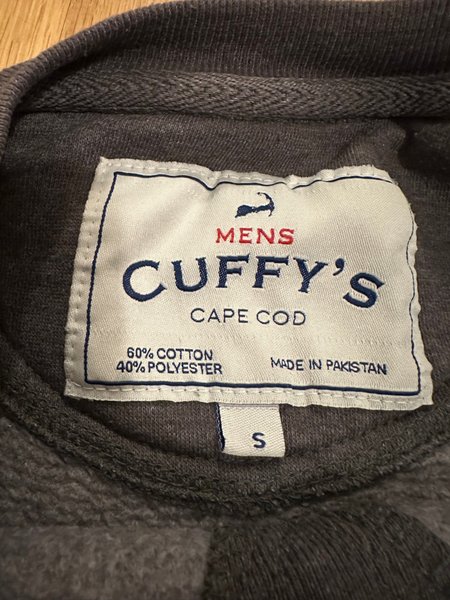 MENS
CUFFY'S
CAPE COD
60% COTTON
40% POLYESTER
MADE IN PAKISTAN
S